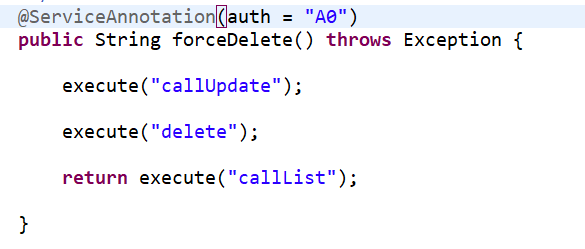 @ServiceAnnotation(auth = "A0")
public String forceDelete() throws Exception {
execute("callUpdate");
execute("delete");
return execute("callList");
}